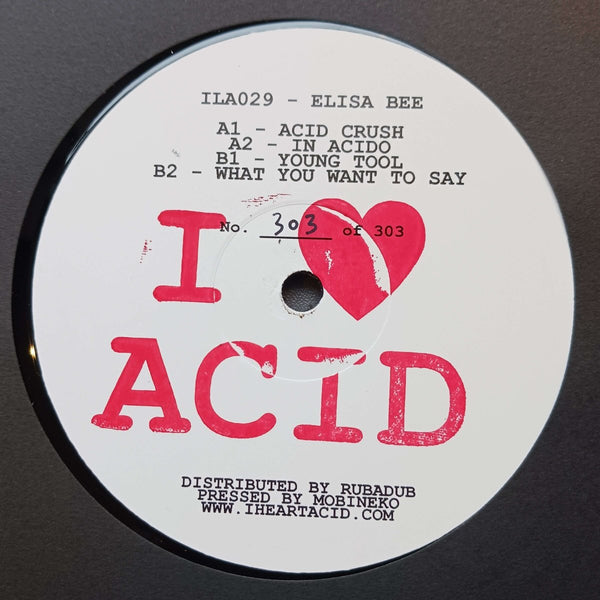 ILA029 - ELISA BEE
A1 - ACID CRUSH
A2 - IN ACIDO
B1 - YOUNG TOOL
B2 - WHAT YOU WANT TO SAY
No. 303 of 303
I
ACID
DISTRIBUTED BY RUBADUB
PRESSED BY MOBINEKO
WWW.IHEARTACID.COM